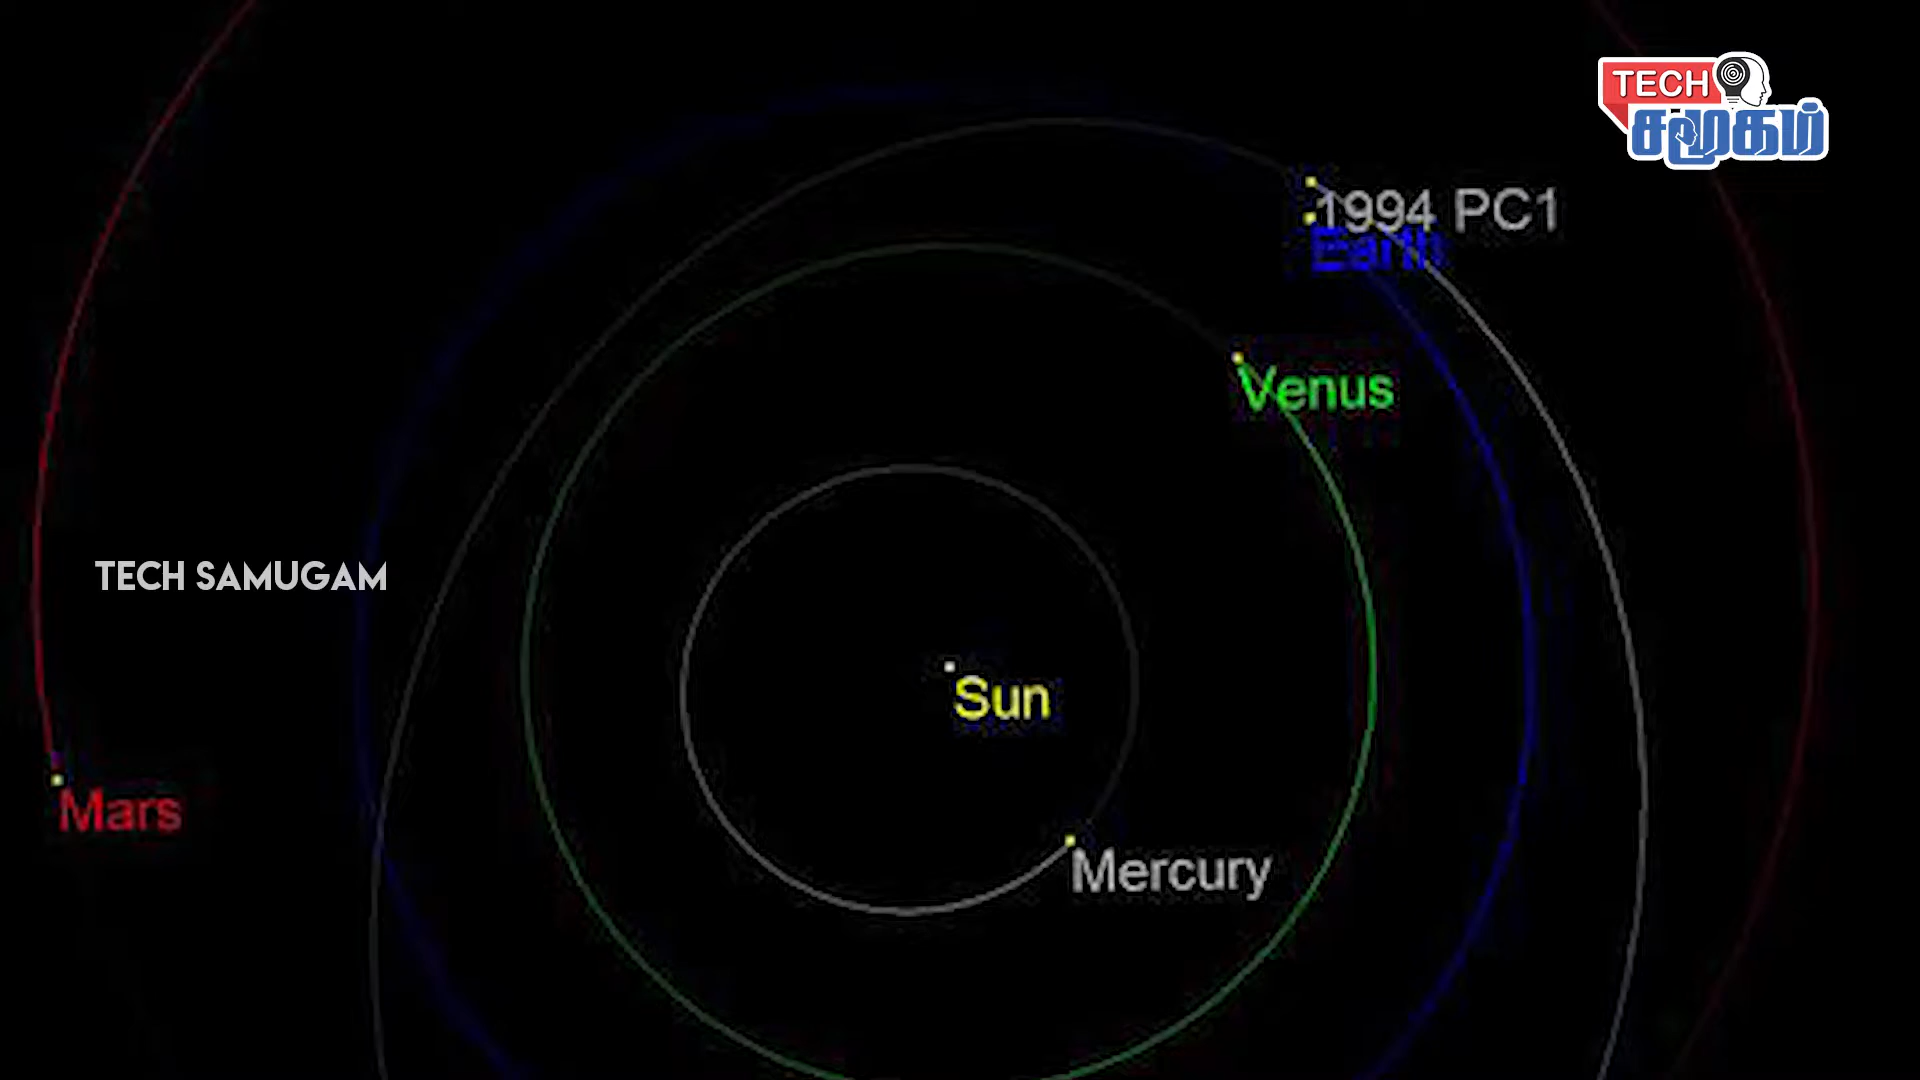 TECH
சமூகம்
1994 PC1
Earth
Venus
TECH SAMUGAM
Sun
Mars
Mercury